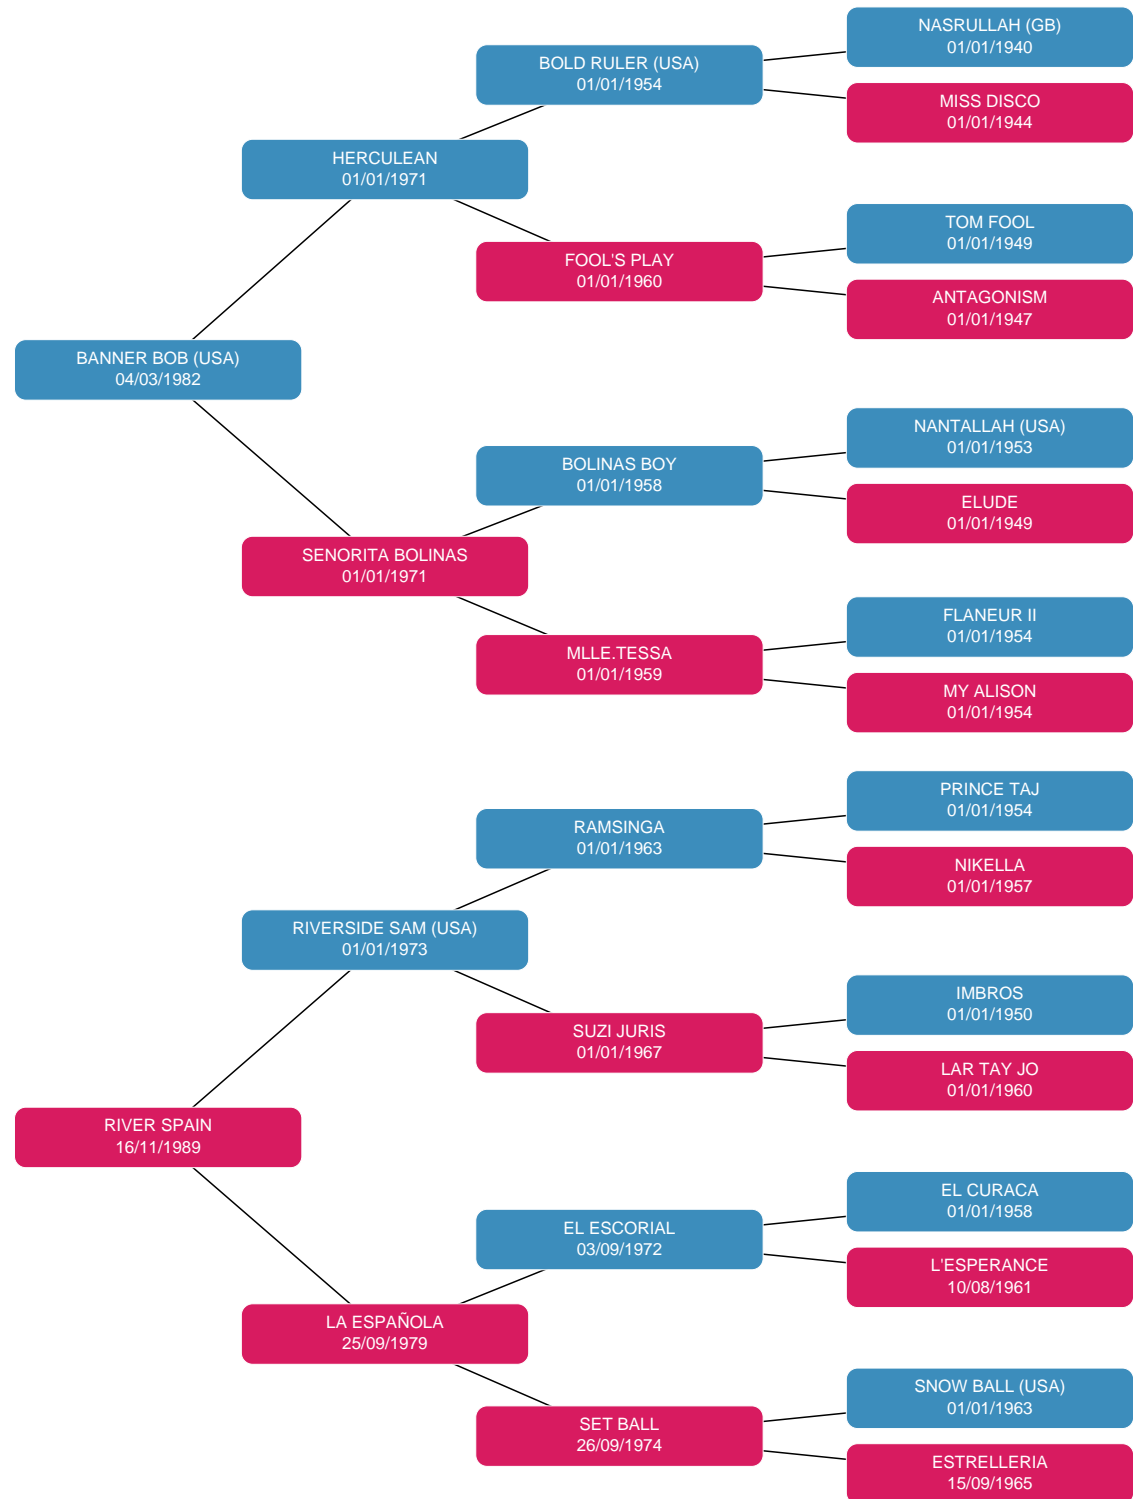 NASRULLAH (GB)
01/01/1940
BOLD RULER (USA)
01/01/1954
MISS DISCO
01/01/1944
HERCULEAN
01/01/1971
TOM FOOL
01/01/1949
FOOL'S PLAY
01/01/1960
ANTAGONISM
01/01/1947
BANNER BOB (USA)
04/03/1982
NANTALLAH (USA)
01/01/1953
BOLINAS BOY
01/01/1958
ELUDE
01/01/1949
SENORITA BOLINAS
01/01/1971
FLANEUR II
01/01/1954
MLLE.TESSA
01/01/1959
MY ALISON
01/01/1954
PRINCE TAJ
01/01/1954
RAMSINGA
01/01/1963
NIKELLA
01/01/1957
RIVERSIDE SAM (USA)
01/01/1973
IMBROS
01/01/1950
SUZI JURIS
01/01/1967
LAR TAY JO
01/01/1960
RIVER SPAIN
16/11/1989
EL CURACA
01/01/1958
EL ESCORIAL
03/09/1972
L'ESPERANCE
10/08/1961
LA ESPAÑOLA
25/09/1979
SNOW BALL (USA)
01/01/1963
SET BALL
26/09/1974
ESTRELLERIA
15/09/1965